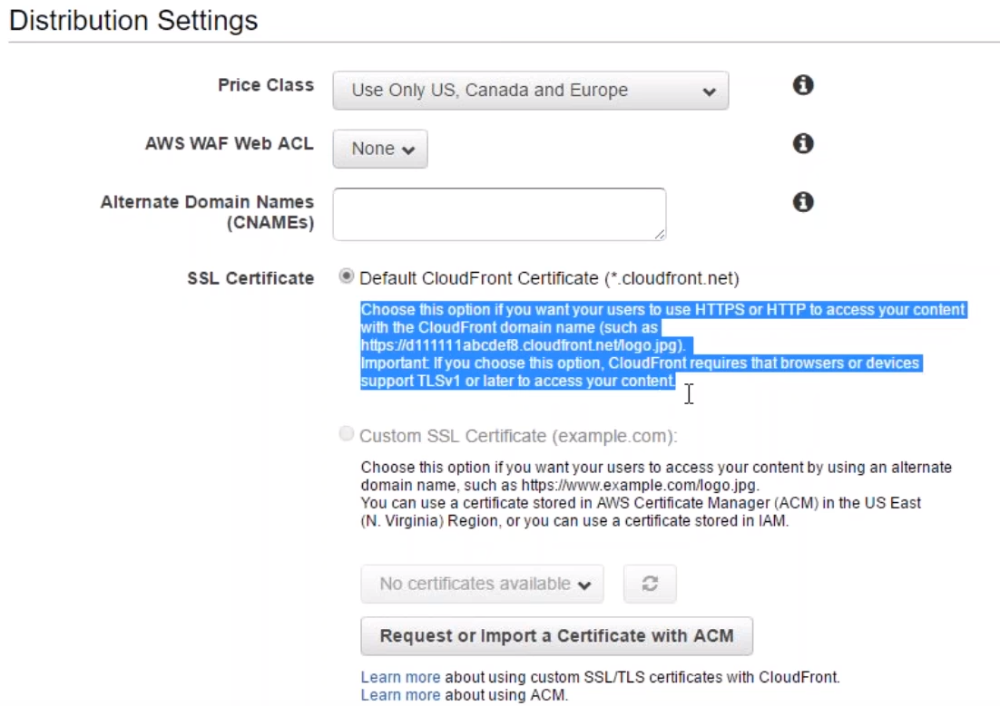 Distribution Settings
Price Class
Use Only US, Canada and Europe
AWS WAF Web ACL
None
Alternate Domain Names
(CNAMEs)
SSL Certificate
Default CloudFront Certificate (*.cloudfront.net)
Choose this option if you want your users to use HTTPS or HTTP to access your content
with the CloudFront domain name (such as
https://d111111abcdef8.cloudfront.net/logo.jpg).
Important: If you choose this option, CloudFront requires that browsers or devices
support TLSv1 or later to access your content.
Custom SSL Certificate (example.com):
Choose this option if you want your users to access your content by using an alternate
domain name, such as https://www.example.com/logo.jpg.
You can use a certificate stored in AWS Certificate Manager (ACM) in the US East
(N. Virginia) Region, or you can use a certificate stored in IAM.
No certificates available
Request or Import a Certificate with ACM
Learn more about using custom SSL/TLS certificates with CloudFront.
Learn more about using ACM.